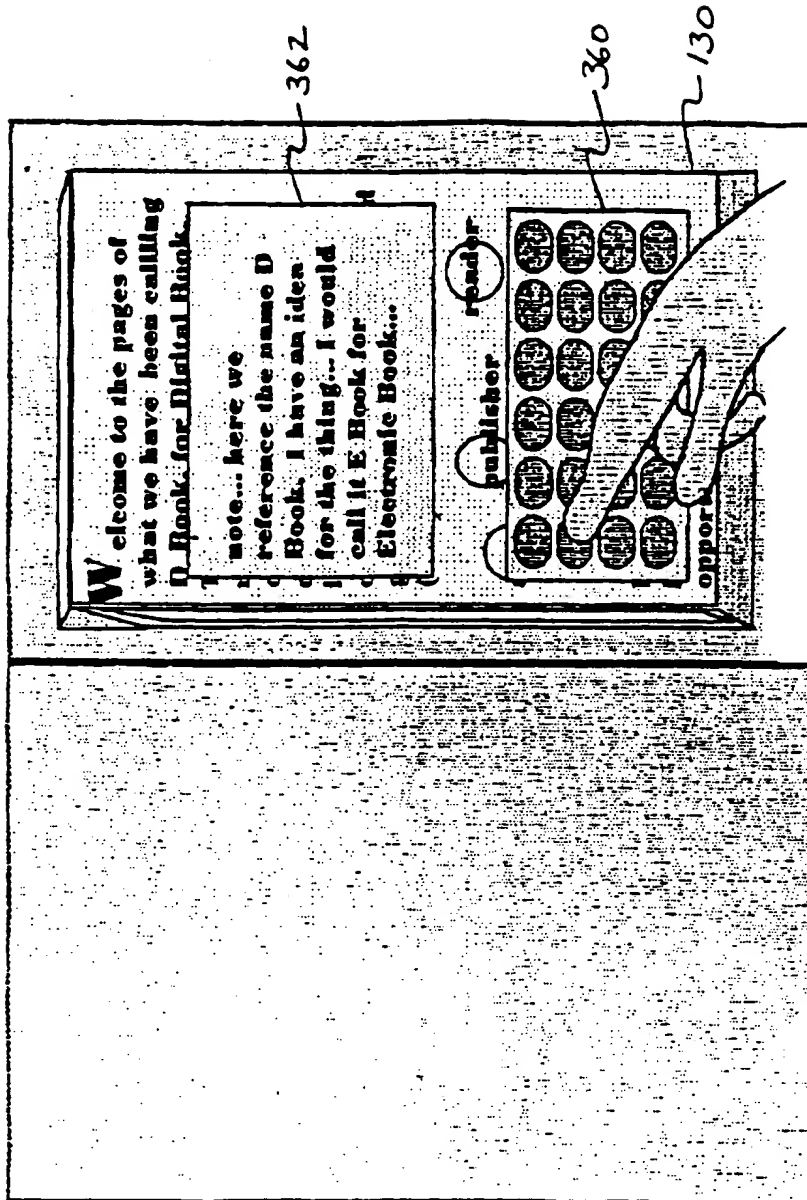 Welcome to the pages of
what we have been callling
D Book, for Digital Book.
note... here we
reference the name D
Book. I have an idea
for the thing... I would
call it E Book for
Electronic Book...
publisher
reador
oppor
362
360
130